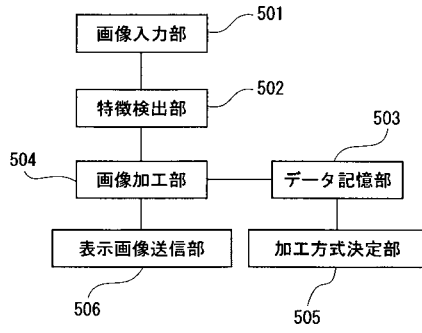 501
画像入力部
502
特徴検出部
503
504
画像加工部
データ記憶部
表示画像送信部
加工方式決定部
506
505